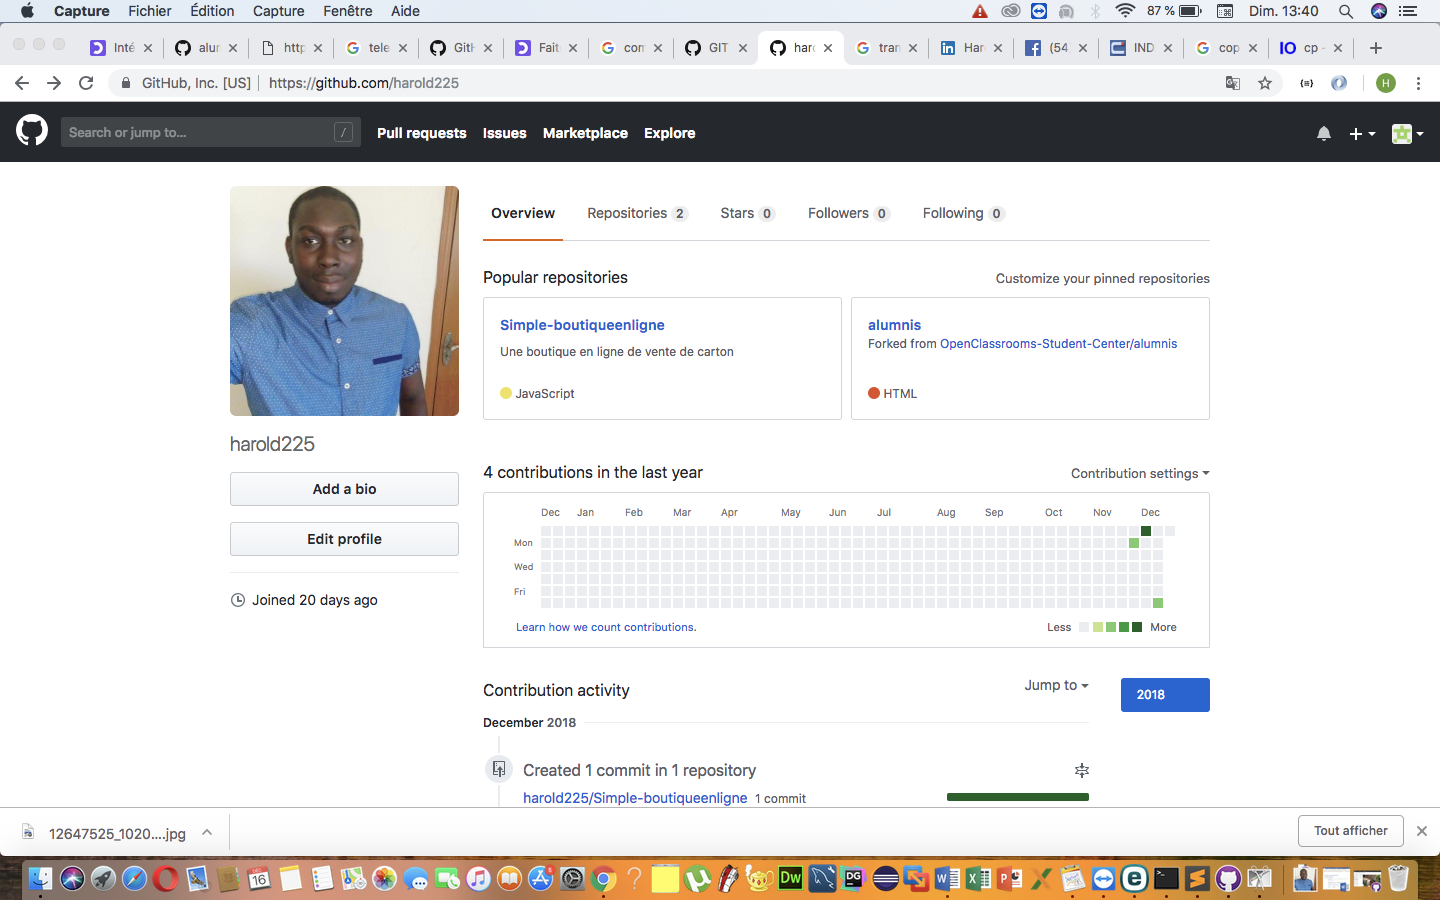 Capture Fichier Édition Capture Fenêtre Aide 87 % Dim. 13:40
Inté alur http tele Gith Fait com GIT haro tran Har (54 IND cop IO cp -
GitHub, Inc. [US] https://github.com/harold225 H
Search or jump to... / Pull requests Issues Marketplace Explore
Overview Repositories 2 Stars 0 Followers 0 Following 0
Popular repositories Customize your pinned repositories
Simple-boutiqueenligne
Une boutique en ligne de vente de carton
JavaScript
alumnis
Forked from OpenClassrooms-Student-Center/alumnis
HTML
harold225
Add a bio
Edit profile
Joined 20 days ago
4 contributions in the last year Contribution settings
Dec Jan Feb Mar Apr May Jun Jul Aug Sep Oct Nov Dec
Mon
Wed
Fri
Learn how we count contributions. Less More
Contribution activity Jump to 2018
December 2018
Created 1 commit in 1 repository
harold225/Simple-boutiqueenligne 1 commit
12647525_1020....jpg Tout afficher
16 Dw DG